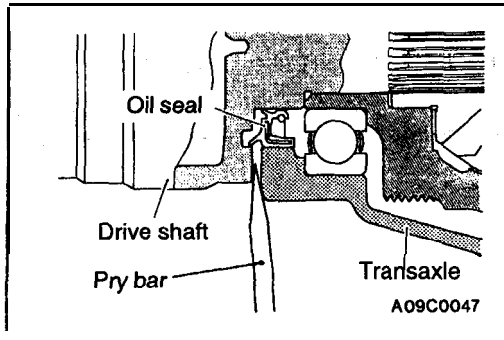 Oil seal
Drive shaft
Pry bar
Transaxle
A09C0047